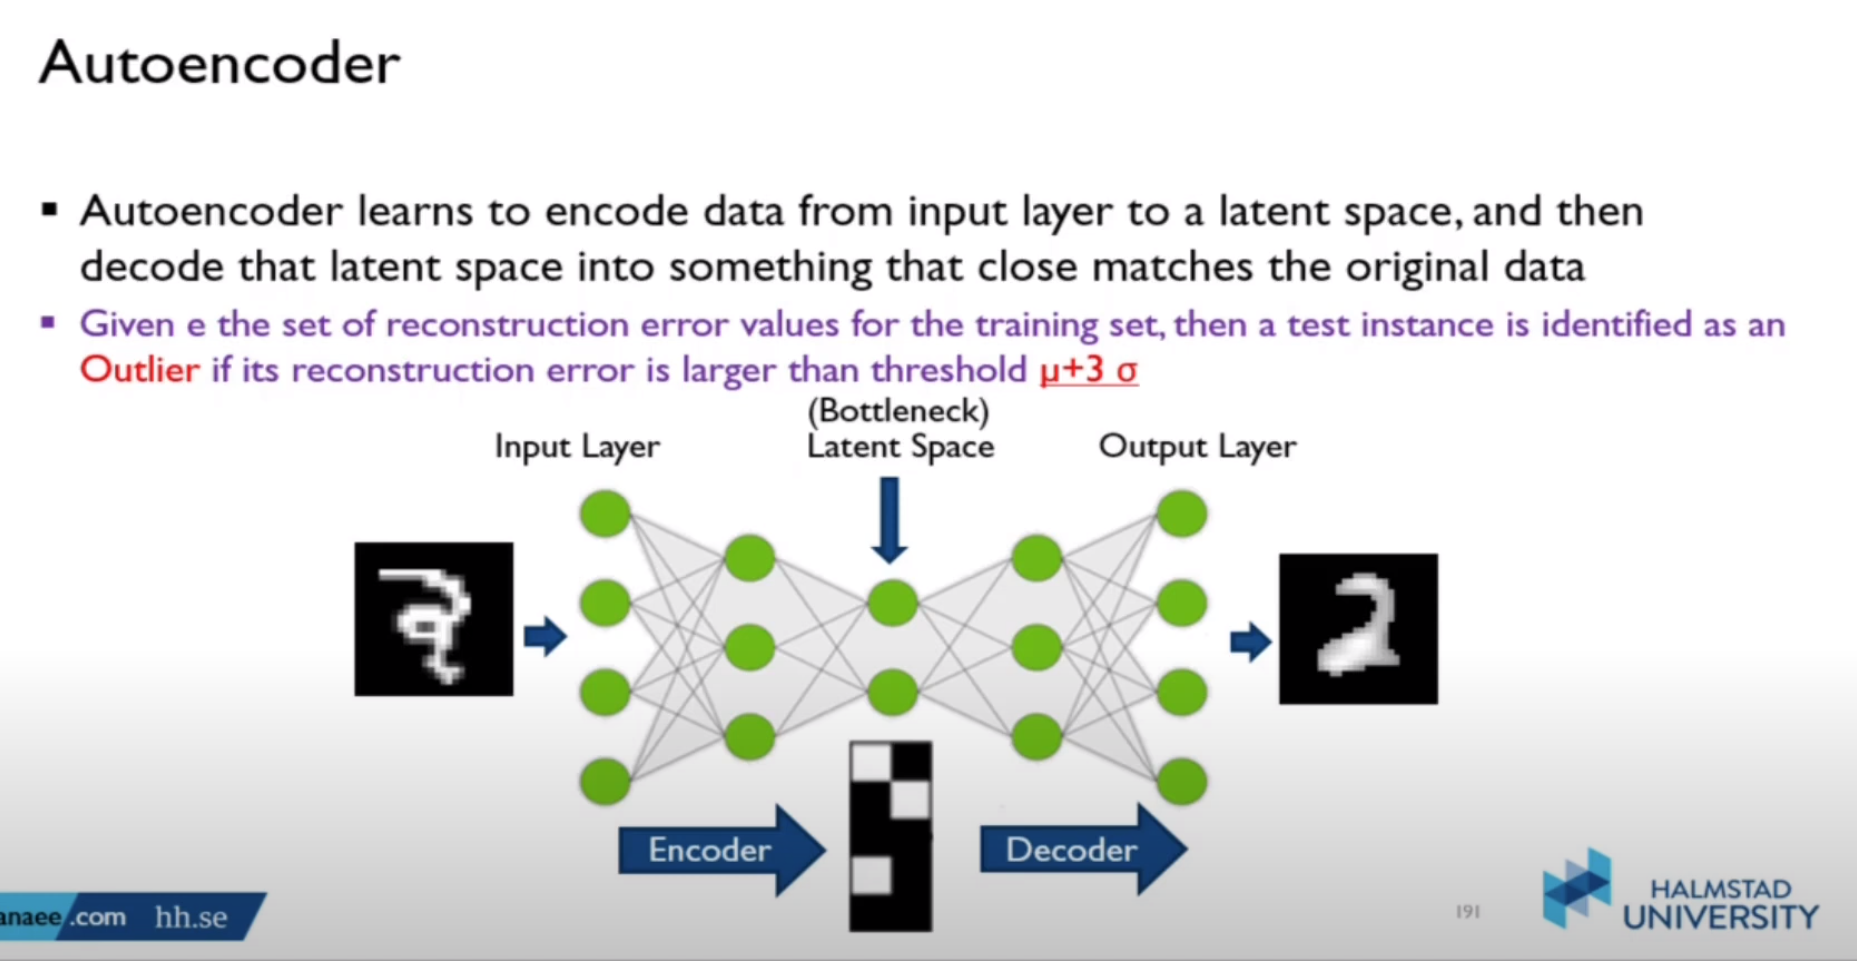 Autoencoder
▪ Autoencoder learns to encode data from input layer to a latent space, and then
decode that latent space into something that close matches the original data
▪ Given e the set of reconstruction error values for the training set, then a test instance is identified as an
Outlier if its reconstruction error is larger than threshold μ+3 σ
(Bottleneck)
Input Layer
Latent Space
Output Layer
Encoder
Decoder
anaee.com hh.se
191
HALMSTAD
UNIVERSITY